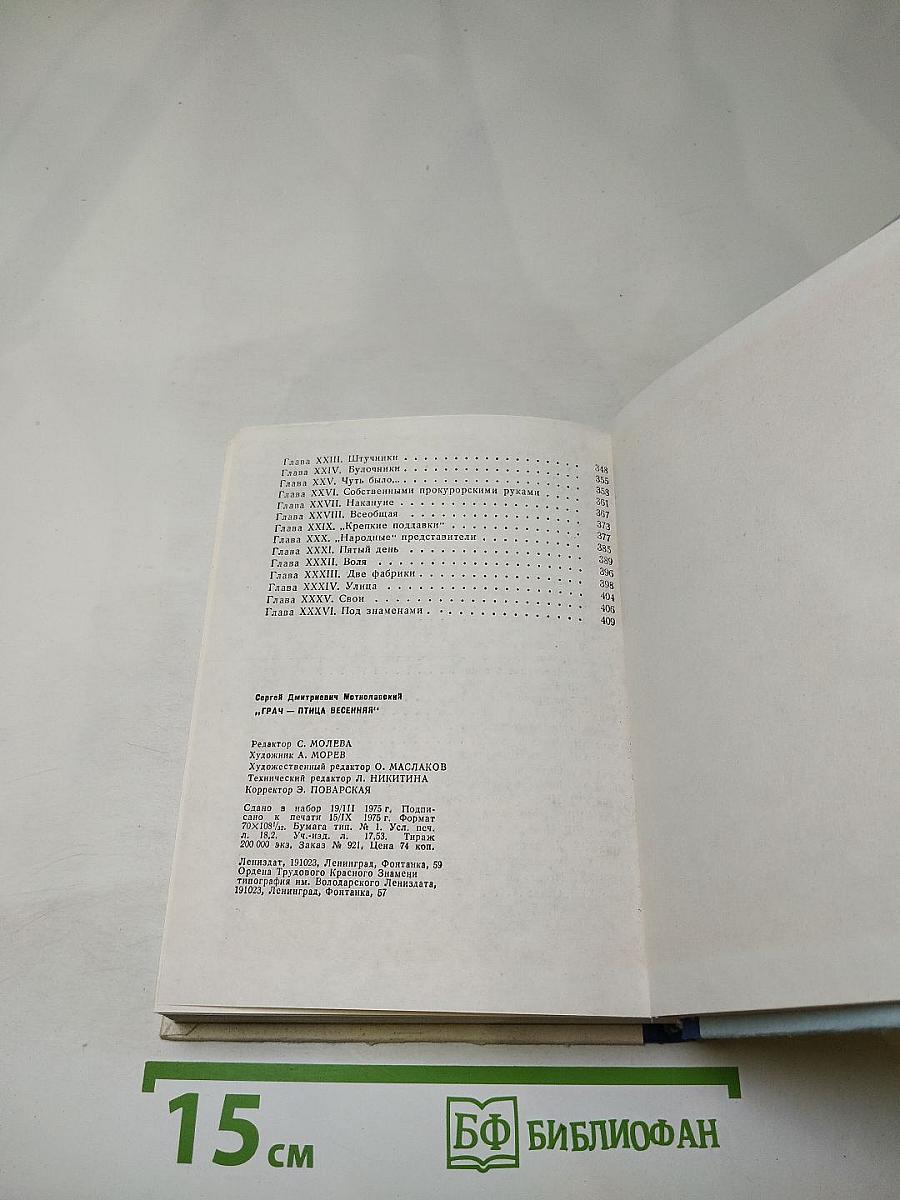 Глава XXIII. Штучники . . . . . . . . . . . . . . 348
Глава XXIV. Булочники . . . . . . . . . . . . . . 355
Глава XXV. Чуть было... . . . . . . . . . . . . . . 358
Глава XXVI. Собственными прокурорскими руками . . . . 361
Глава XXVII. Накануне . . . . . . . . . . . . . . 367
Глава XXVIII. Всеобщая . . . . . . . . . . . . . . 373
Глава XXIX. „Крепкие поддавки“ . . . . . . . . . . . 377
Глава XXX. „Народные“ представители . . . . . . . . 385
Глава XXXI. Пятый день . . . . . . . . . . . . . . 389
Глава XXXII. Воля . . . . . . . . . . . . . . 396
Глава XXXIII. Две фабрики . . . . . . . . . . . . . 398
Глава XXXIV. Улица . . . . . . . . . . . . . . 404
Глава XXXV. Свои . . . . . . . . . . . . . . 406
Глава XXXVI. Под знаменами . . . . . . . . . . . . 409
Сергей Дмитриевич Мстиславский
„ГРАЧ — ПТИЦА ВЕСЕННЯЯ“
Редактор С. МОЛЕВА
Художник А. МОРЕВ
Художественный редактор О. МАСЛАКОВ
Технический редактор Л. НИКИТИНА
Корректор Э. ПОВАРСКАЯ
Сдано в набор 19/III 1975 г. Подпи-
сано к печати 15/IX 1975 г. Формат
70×108¹/₃₂. Бумага тип. № 1. Усл. печ.
л. 18,2. Уч.-изд. л. 17,53. Тираж
200 000 экз. Заказ № 921, Цена 74 коп.
Лениздат, 191023, Ленинград, Фонтанка, 59
Ордена Трудового Красного Знамени
типография им. Володарского Лениздата,
191023, Ленинград, Фонтанка, 57
15 см
БФ БИБЛИОФАН